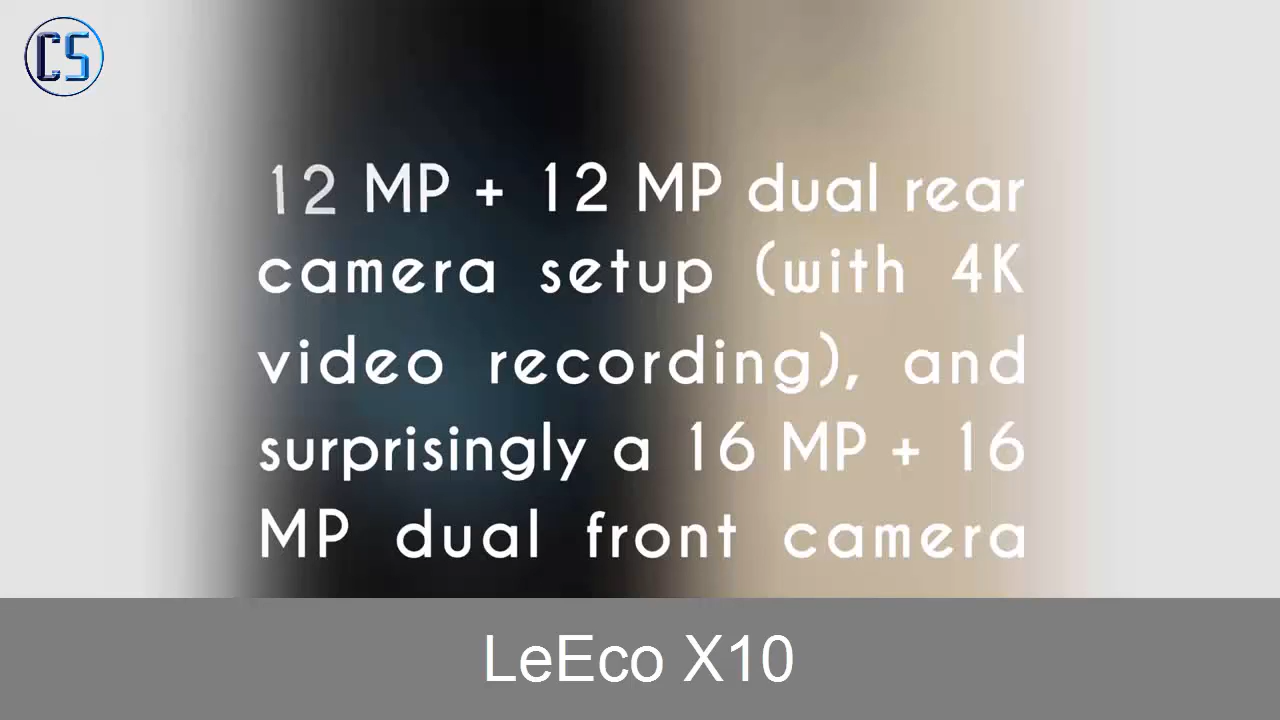 CS
12 MP + 12 MP dual rear
camera setup (with 4K
video recording), and
surprisingly a 16 MP + 16
MP dual front camera
LeEco X10